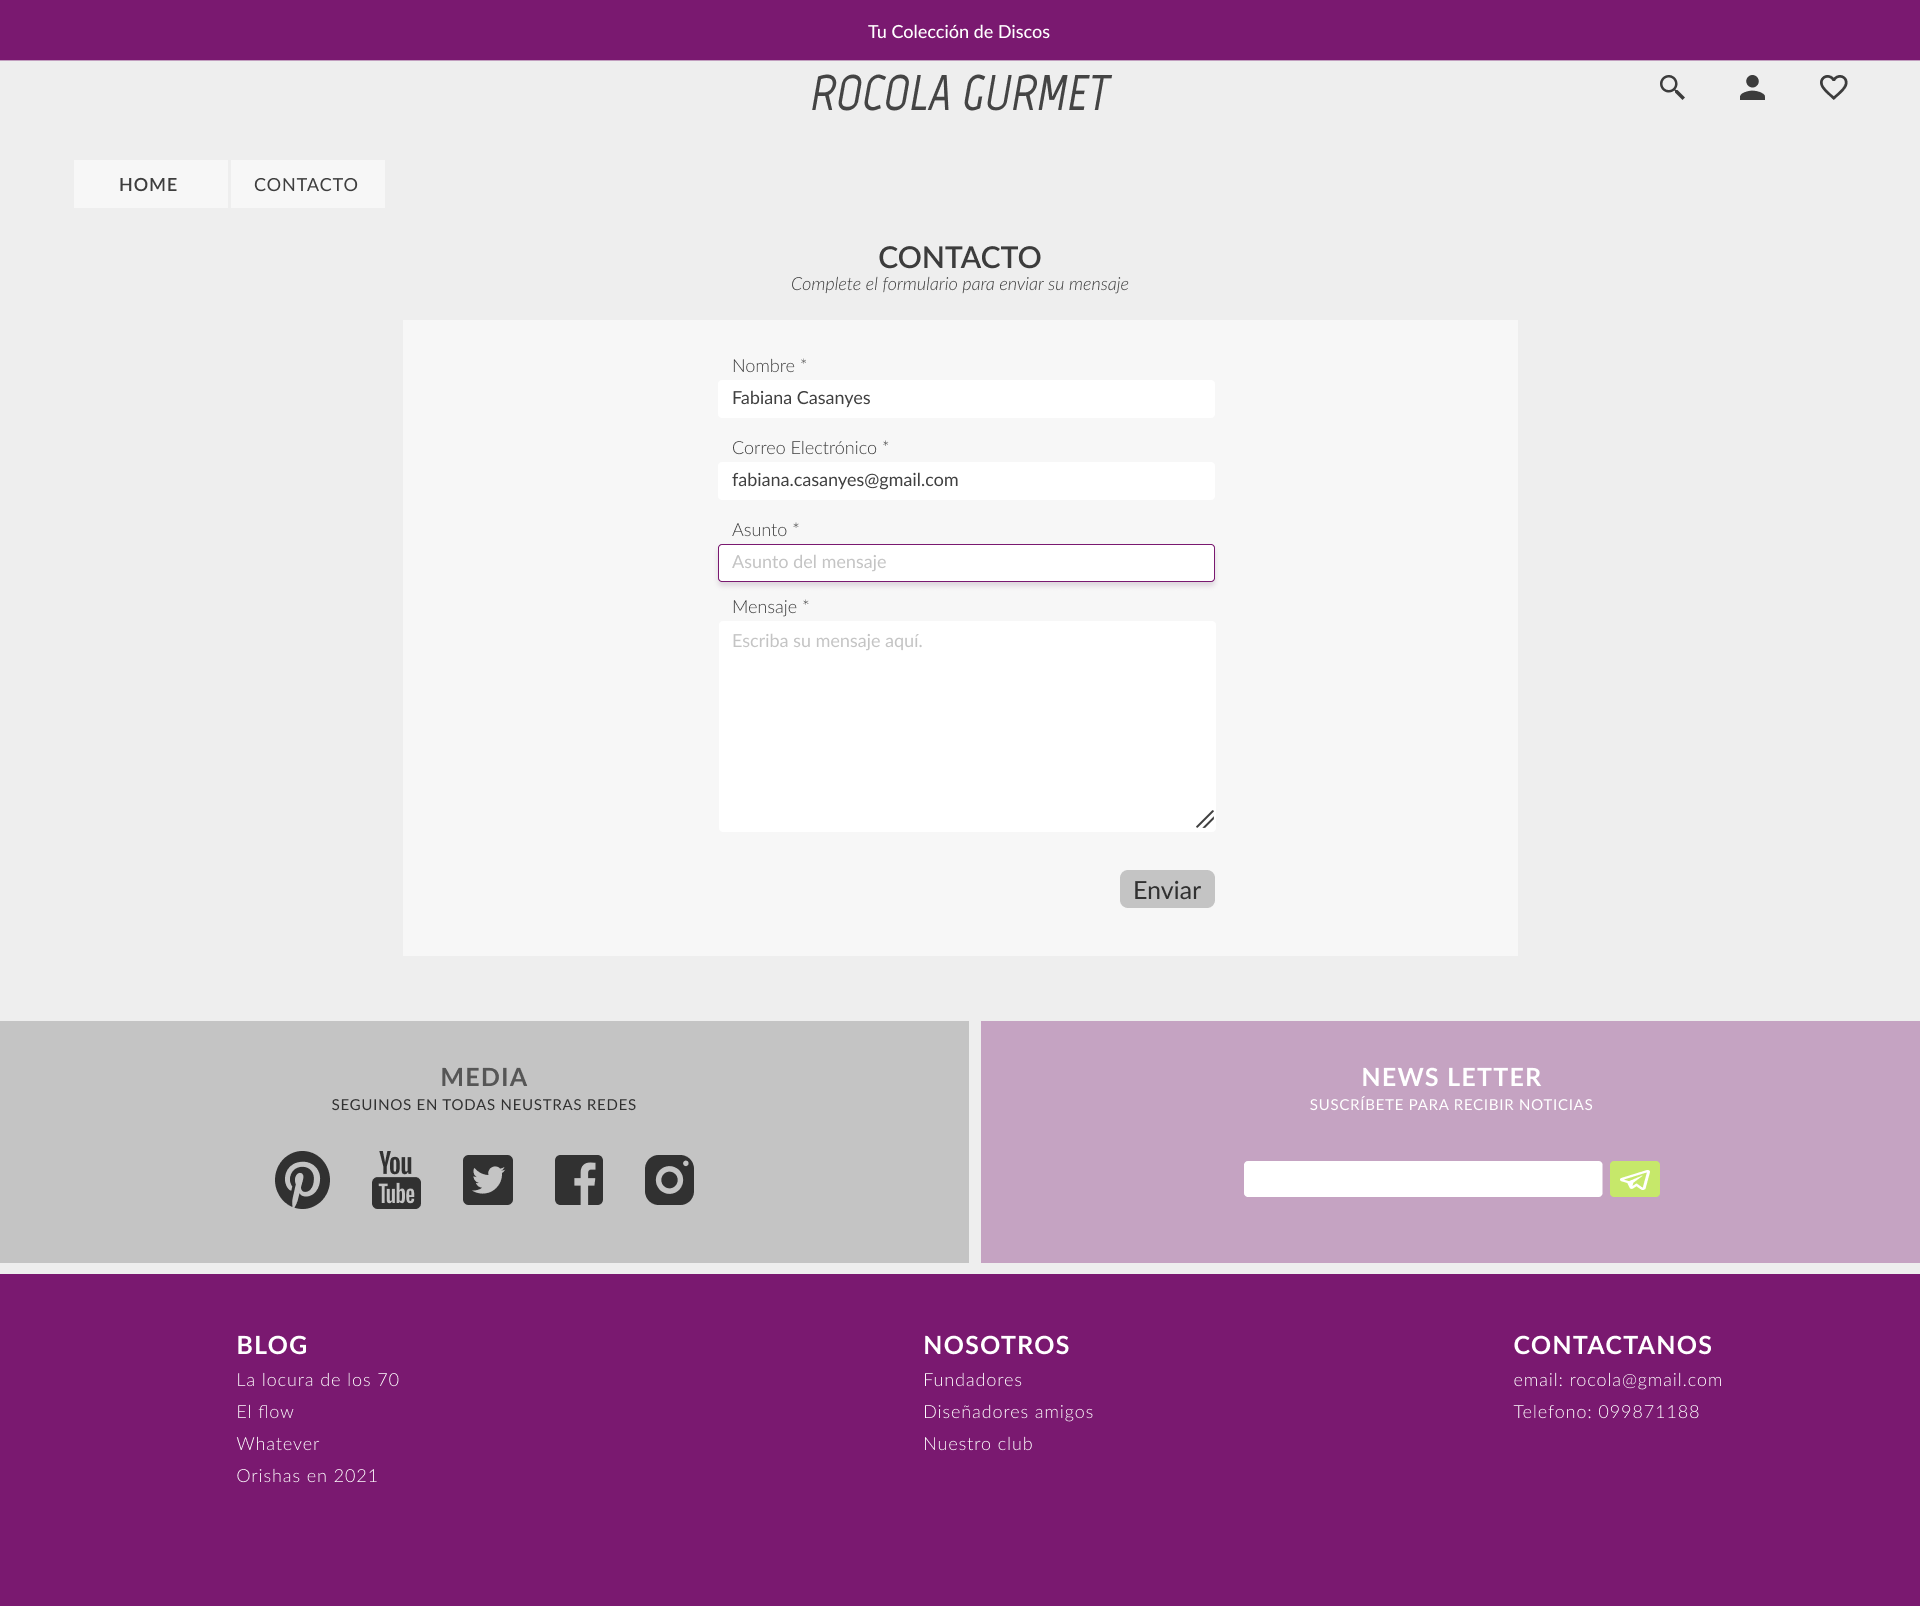 Tu Colección de Discos
ROCOLA GURMET
HOME
CONTACTO
CONTACTO
Complete el formulario para enviar su mensaje
Nombre *
Fabiana Casanyes
Correo Electrónico *
fabiana.casanyes@gmail.com
Asunto *
Asunto del mensaje
Mensaje *
Escriba su mensaje aquí.
Enviar
MEDIA
SEGUINOS EN TODAS NEUSTRAS REDES
You
Tube
NEWS LETTER
SUSCRÍBETE PARA RECIBIR NOTICIAS
BLOG
La locura de los 70
El flow
Whatever
Orishas en 2021
NOSOTROS
Fundadores
Diseñadores amigos
Nuestro club
CONTACTANOS
email: rocola@gmail.com
Telefono: 099871188